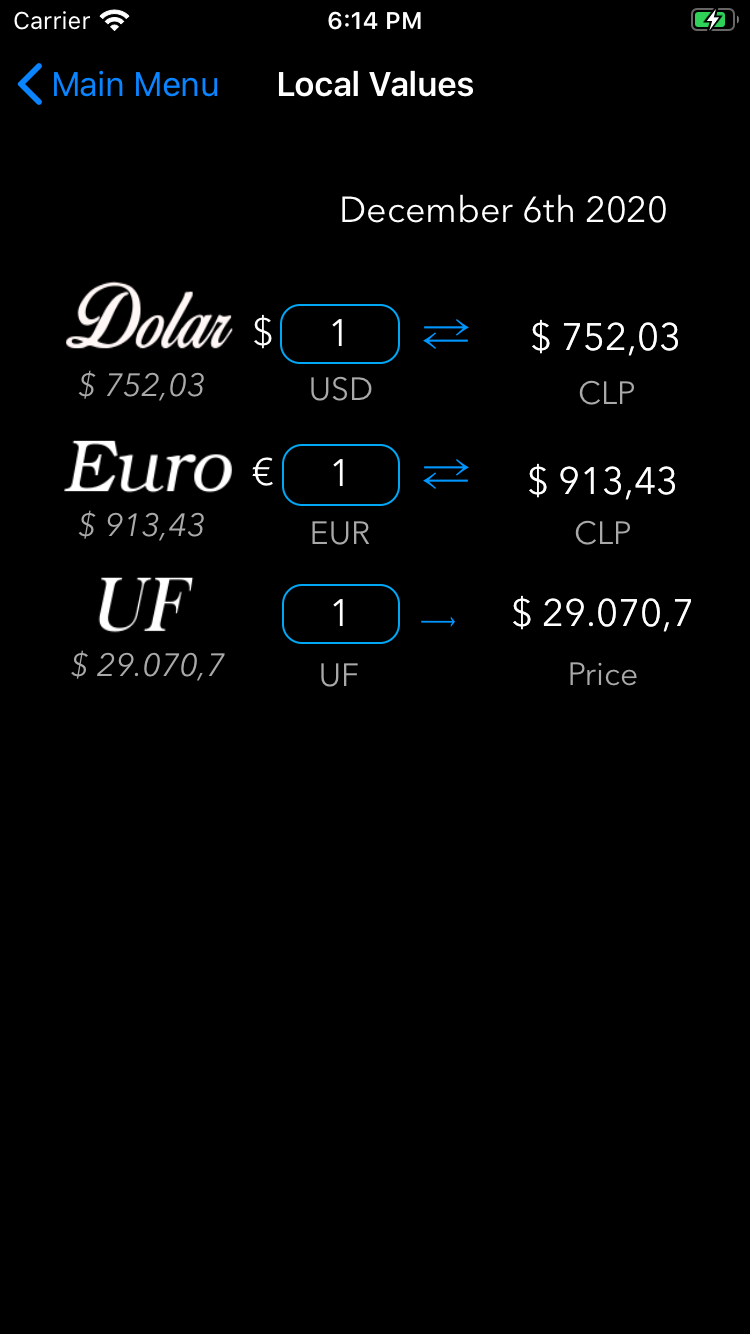 Carrier 6:14 PM
Main Menu Local Values
December 6th 2020
Dolar $ 1 $ 752,03
$ 752,03 USD CLP
Euro € 1 $ 913,43
$ 913,43 EUR CLP
UF 1 → $ 29.070,7
$ 29.070,7 UF Price